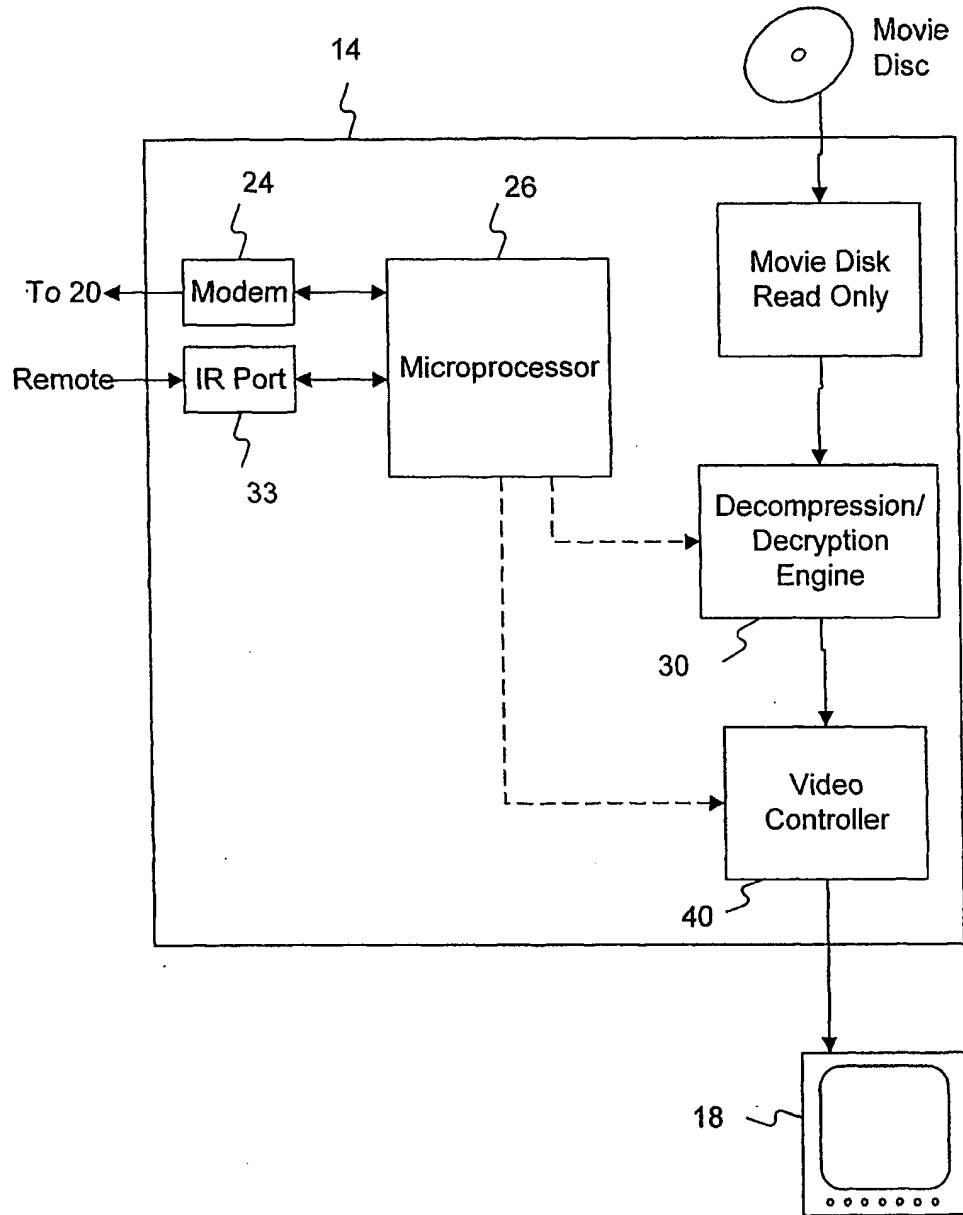 Movie
Disc
14
24
26
To 20
Modem
Movie Disk
Read Only
Remote
IR Port
Microprocessor
33
Decompression/
Decryption
Engine
30
Video
Controller
40
18